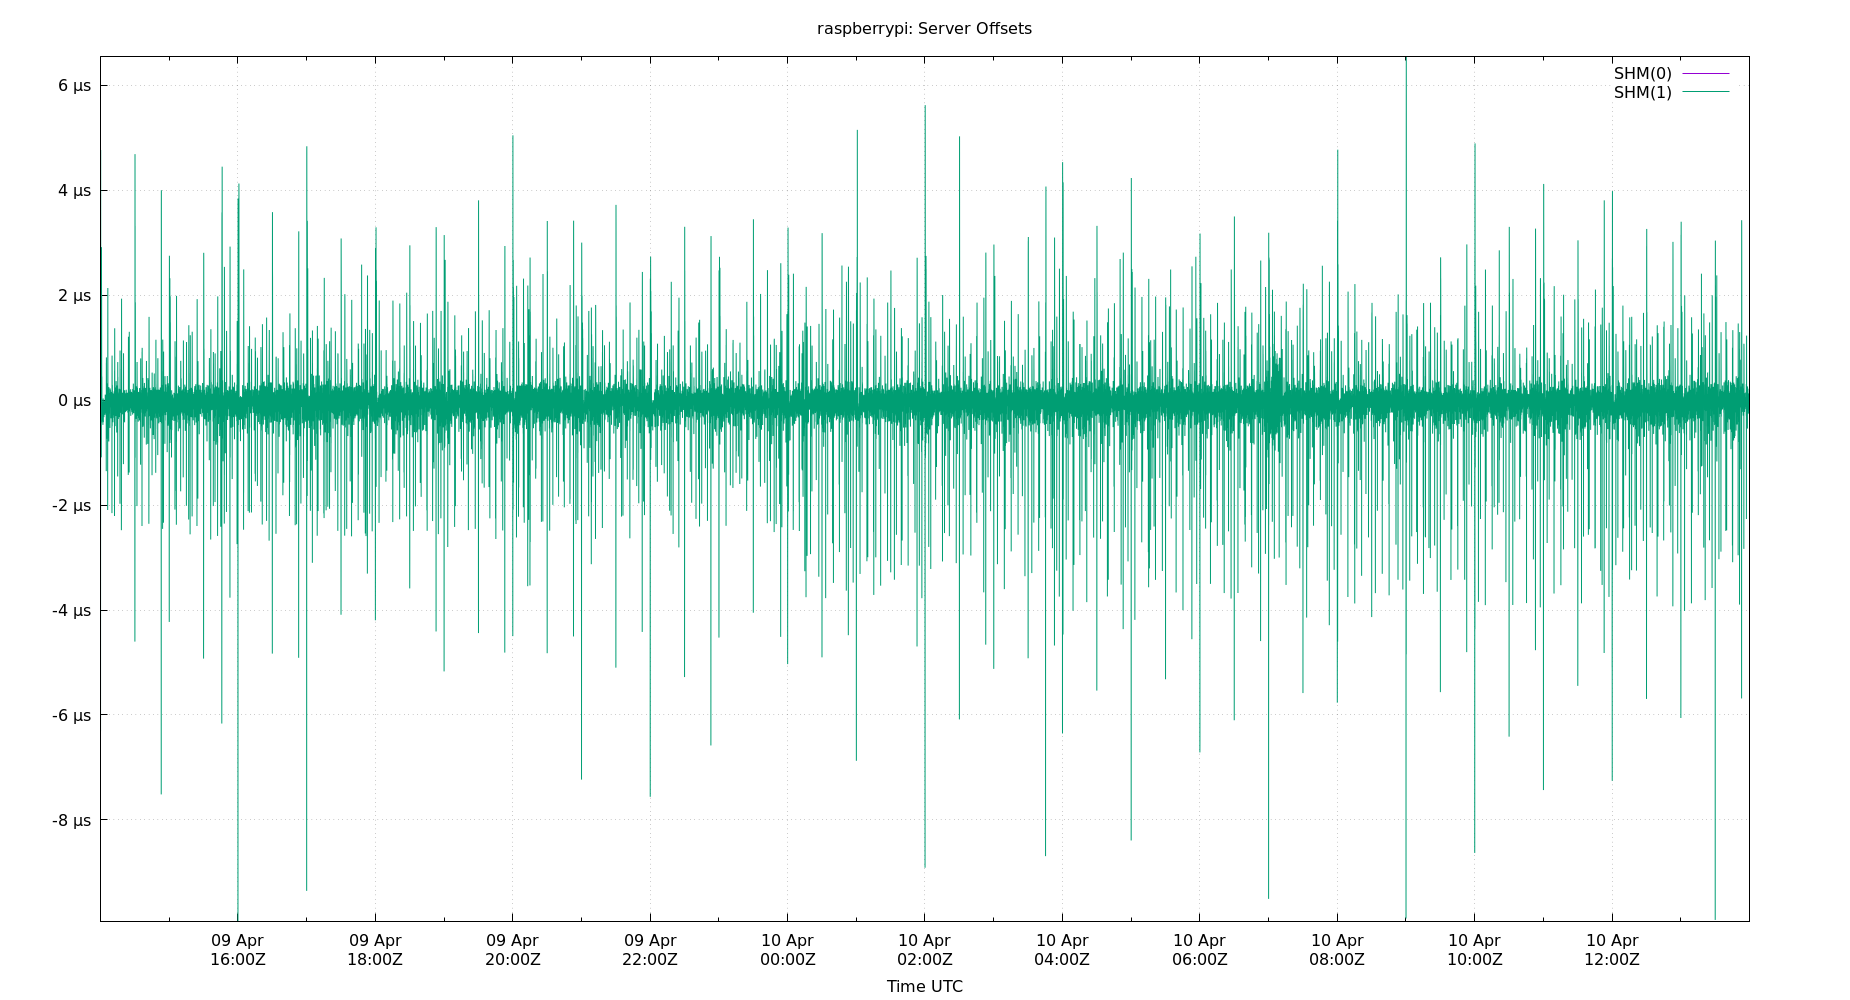 raspberrypi: Server Offsets
SHM(0)
SHM(1)
6 µs
4 µs
2 µs
0 µs
-2 µs
-4 µs
-6 µs
-8 µs
09 Apr 09 Apr 09 Apr 09 Apr 10 Apr 10 Apr 10 Apr 10 Apr 10 Apr 10 Apr 10 Apr
16:00Z 18:00Z 20:00Z 22:00Z 00:00Z 02:00Z 04:00Z 06:00Z 08:00Z 10:00Z 12:00Z
Time UTC